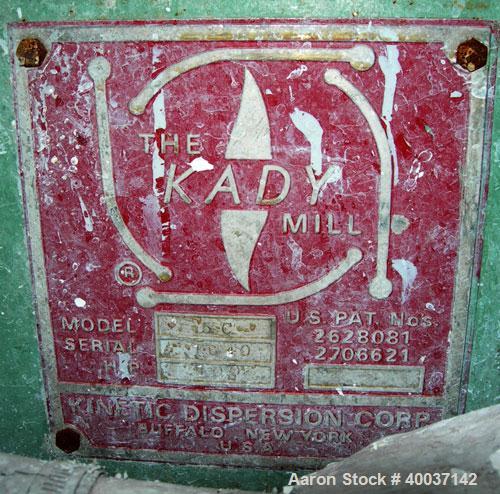 THE
KADY
MILL
®
MODEL
SERIAL
H.P.
U.S. PAT. Nos.
2628081
2706621
KINETIC DISPERSION CORP.
BUFFALO, NEW YORK
U.S.A.
Aaron Stock # 40037142